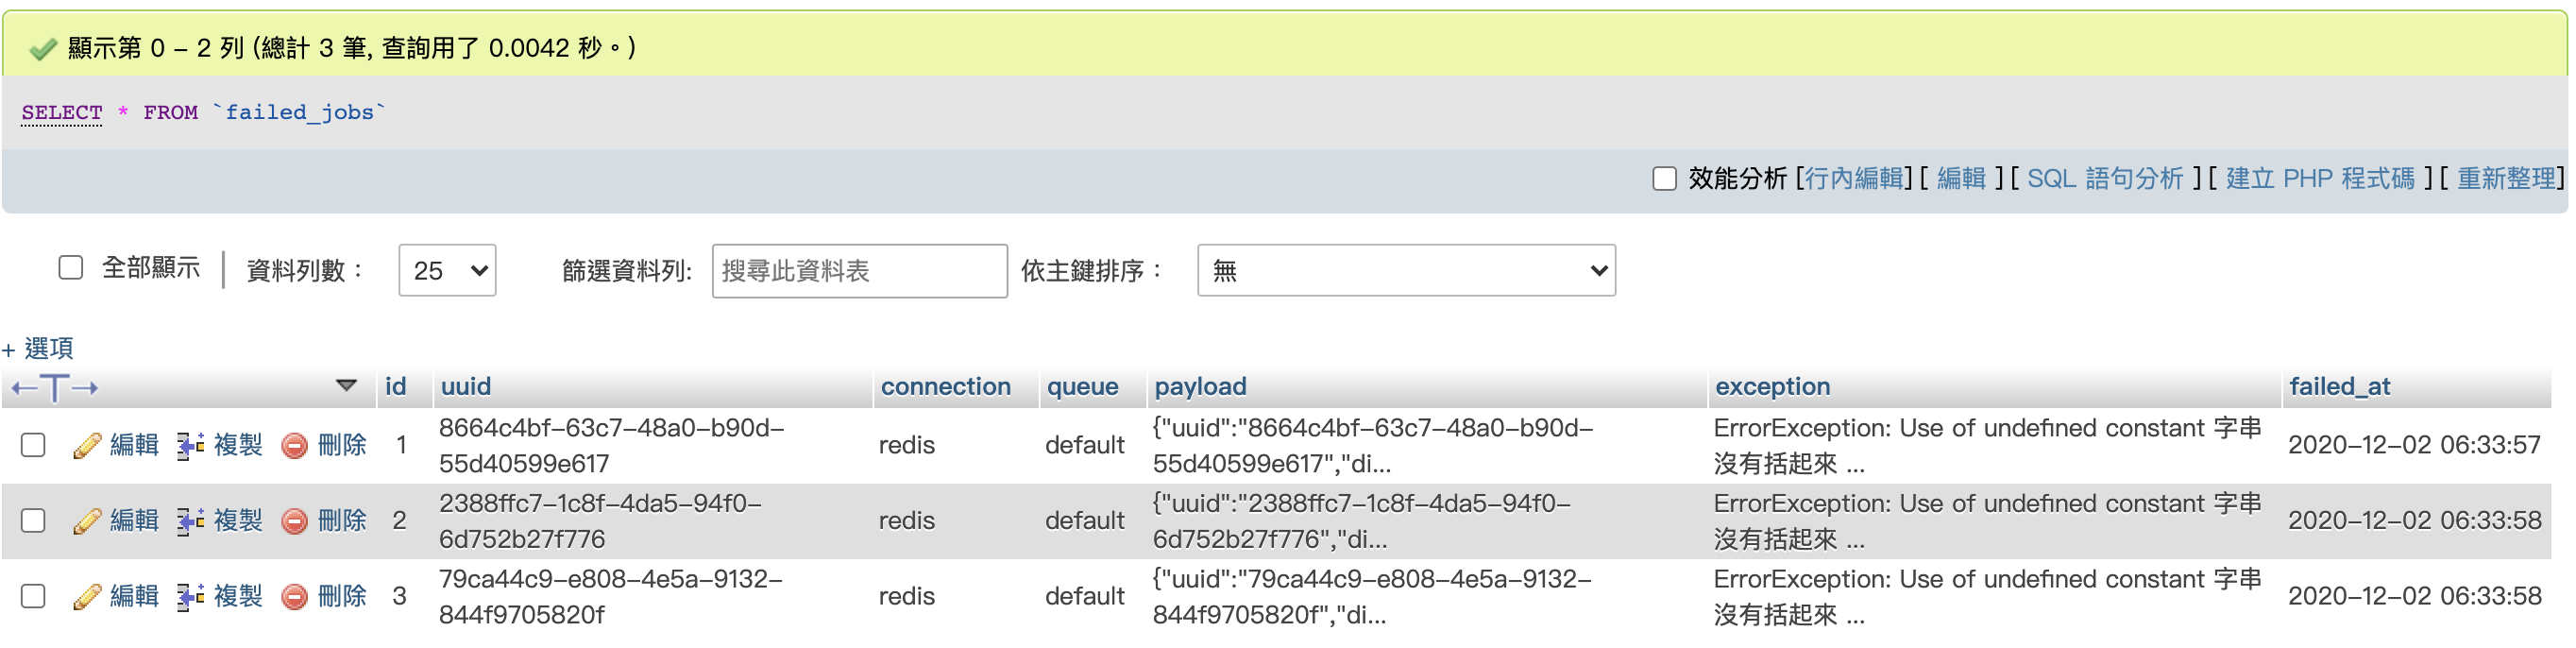 顯示第 0 - 2 列 (總計 3 筆, 查詢用了 0.0042 秒。)
SELECT * FROM `failed_jobs`
效能分析 [行內編輯] [ 編輯 ] [ SQL 語句分析 ] [ 建立 PHP 程式碼 ] [ 重新整理]
全部顯示 | 資料列數： 25 篩選資料列: 搜尋此資料表 依主鍵排序： 無
+ 選項
←T→ id uuid connection queue payload exception failed_at
編輯 複製 刪除 1 8664c4bf-63c7-48a0-b90d-55d40599e617 redis default {"uuid":"8664c4bf-63c7-48a0-b90d-55d40599e617","di... ErrorException: Use of undefined constant 字串沒有括起來 ... 2020-12-02 06:33:57
編輯 複製 刪除 2 2388ffc7-1c8f-4da5-94f0-6d752b27f776 redis default {"uuid":"2388ffc7-1c8f-4da5-94f0-6d752b27f776","di... ErrorException: Use of undefined constant 字串沒有括起來 ... 2020-12-02 06:33:58
編輯 複製 刪除 3 79ca44c9-e808-4e5a-9132-844f9705820f redis default {"uuid":"79ca44c9-e808-4e5a-9132-844f9705820f","di... ErrorException: Use of undefined constant 字串沒有括起來 ... 2020-12-02 06:33:58